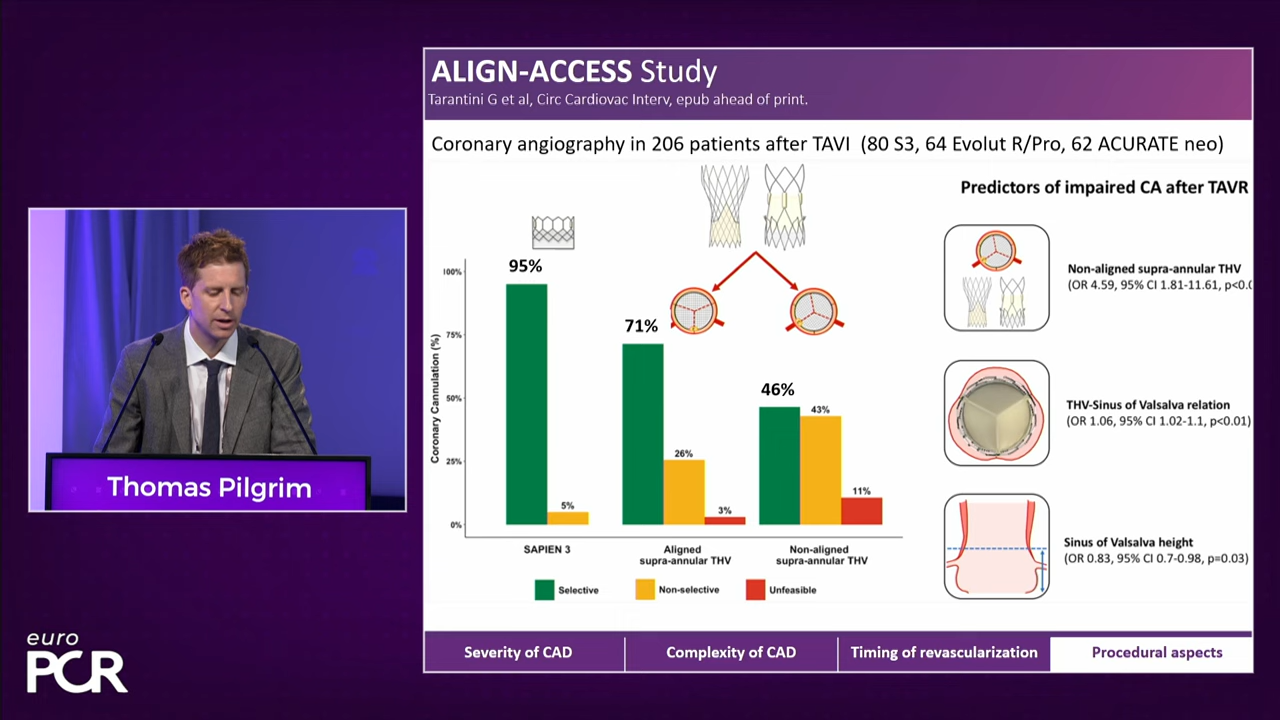 ALIGN-ACCESS Study
Tarantini G et al, Circ Cardiovac Interv, epub ahead of print.
Coronary angiography in 206 patients after TAVI (80 S3, 64 Evolut R/Pro, 62 ACURATE neo)
Predictors of impaired CA after TAVR
95%
100%
71%
75%
46%
50%
43%
26%
25%
11%
5%
3%
0%
Coronary Cannulation (%)
SAPIEN 3
Aligned
supra-annular THV
Non-aligned
supra-annular THV
Selective
Non-selective
Unfeasible
Non-aligned supra-annular THV
(OR 4.59, 95% CI 1.81-11.61, p<0.0
THV-Sinus of Valsalva relation
(OR 1.06, 95% CI 1.02-1.1, p<0.01)
Sinus of Valsalva height
(OR 0.83, 95% CI 0.7-0.98, p=0.03)
Severity of CAD
Complexity of CAD
Timing of revascularization
Procedural aspects
Thomas Pilgrim
euro
PCR